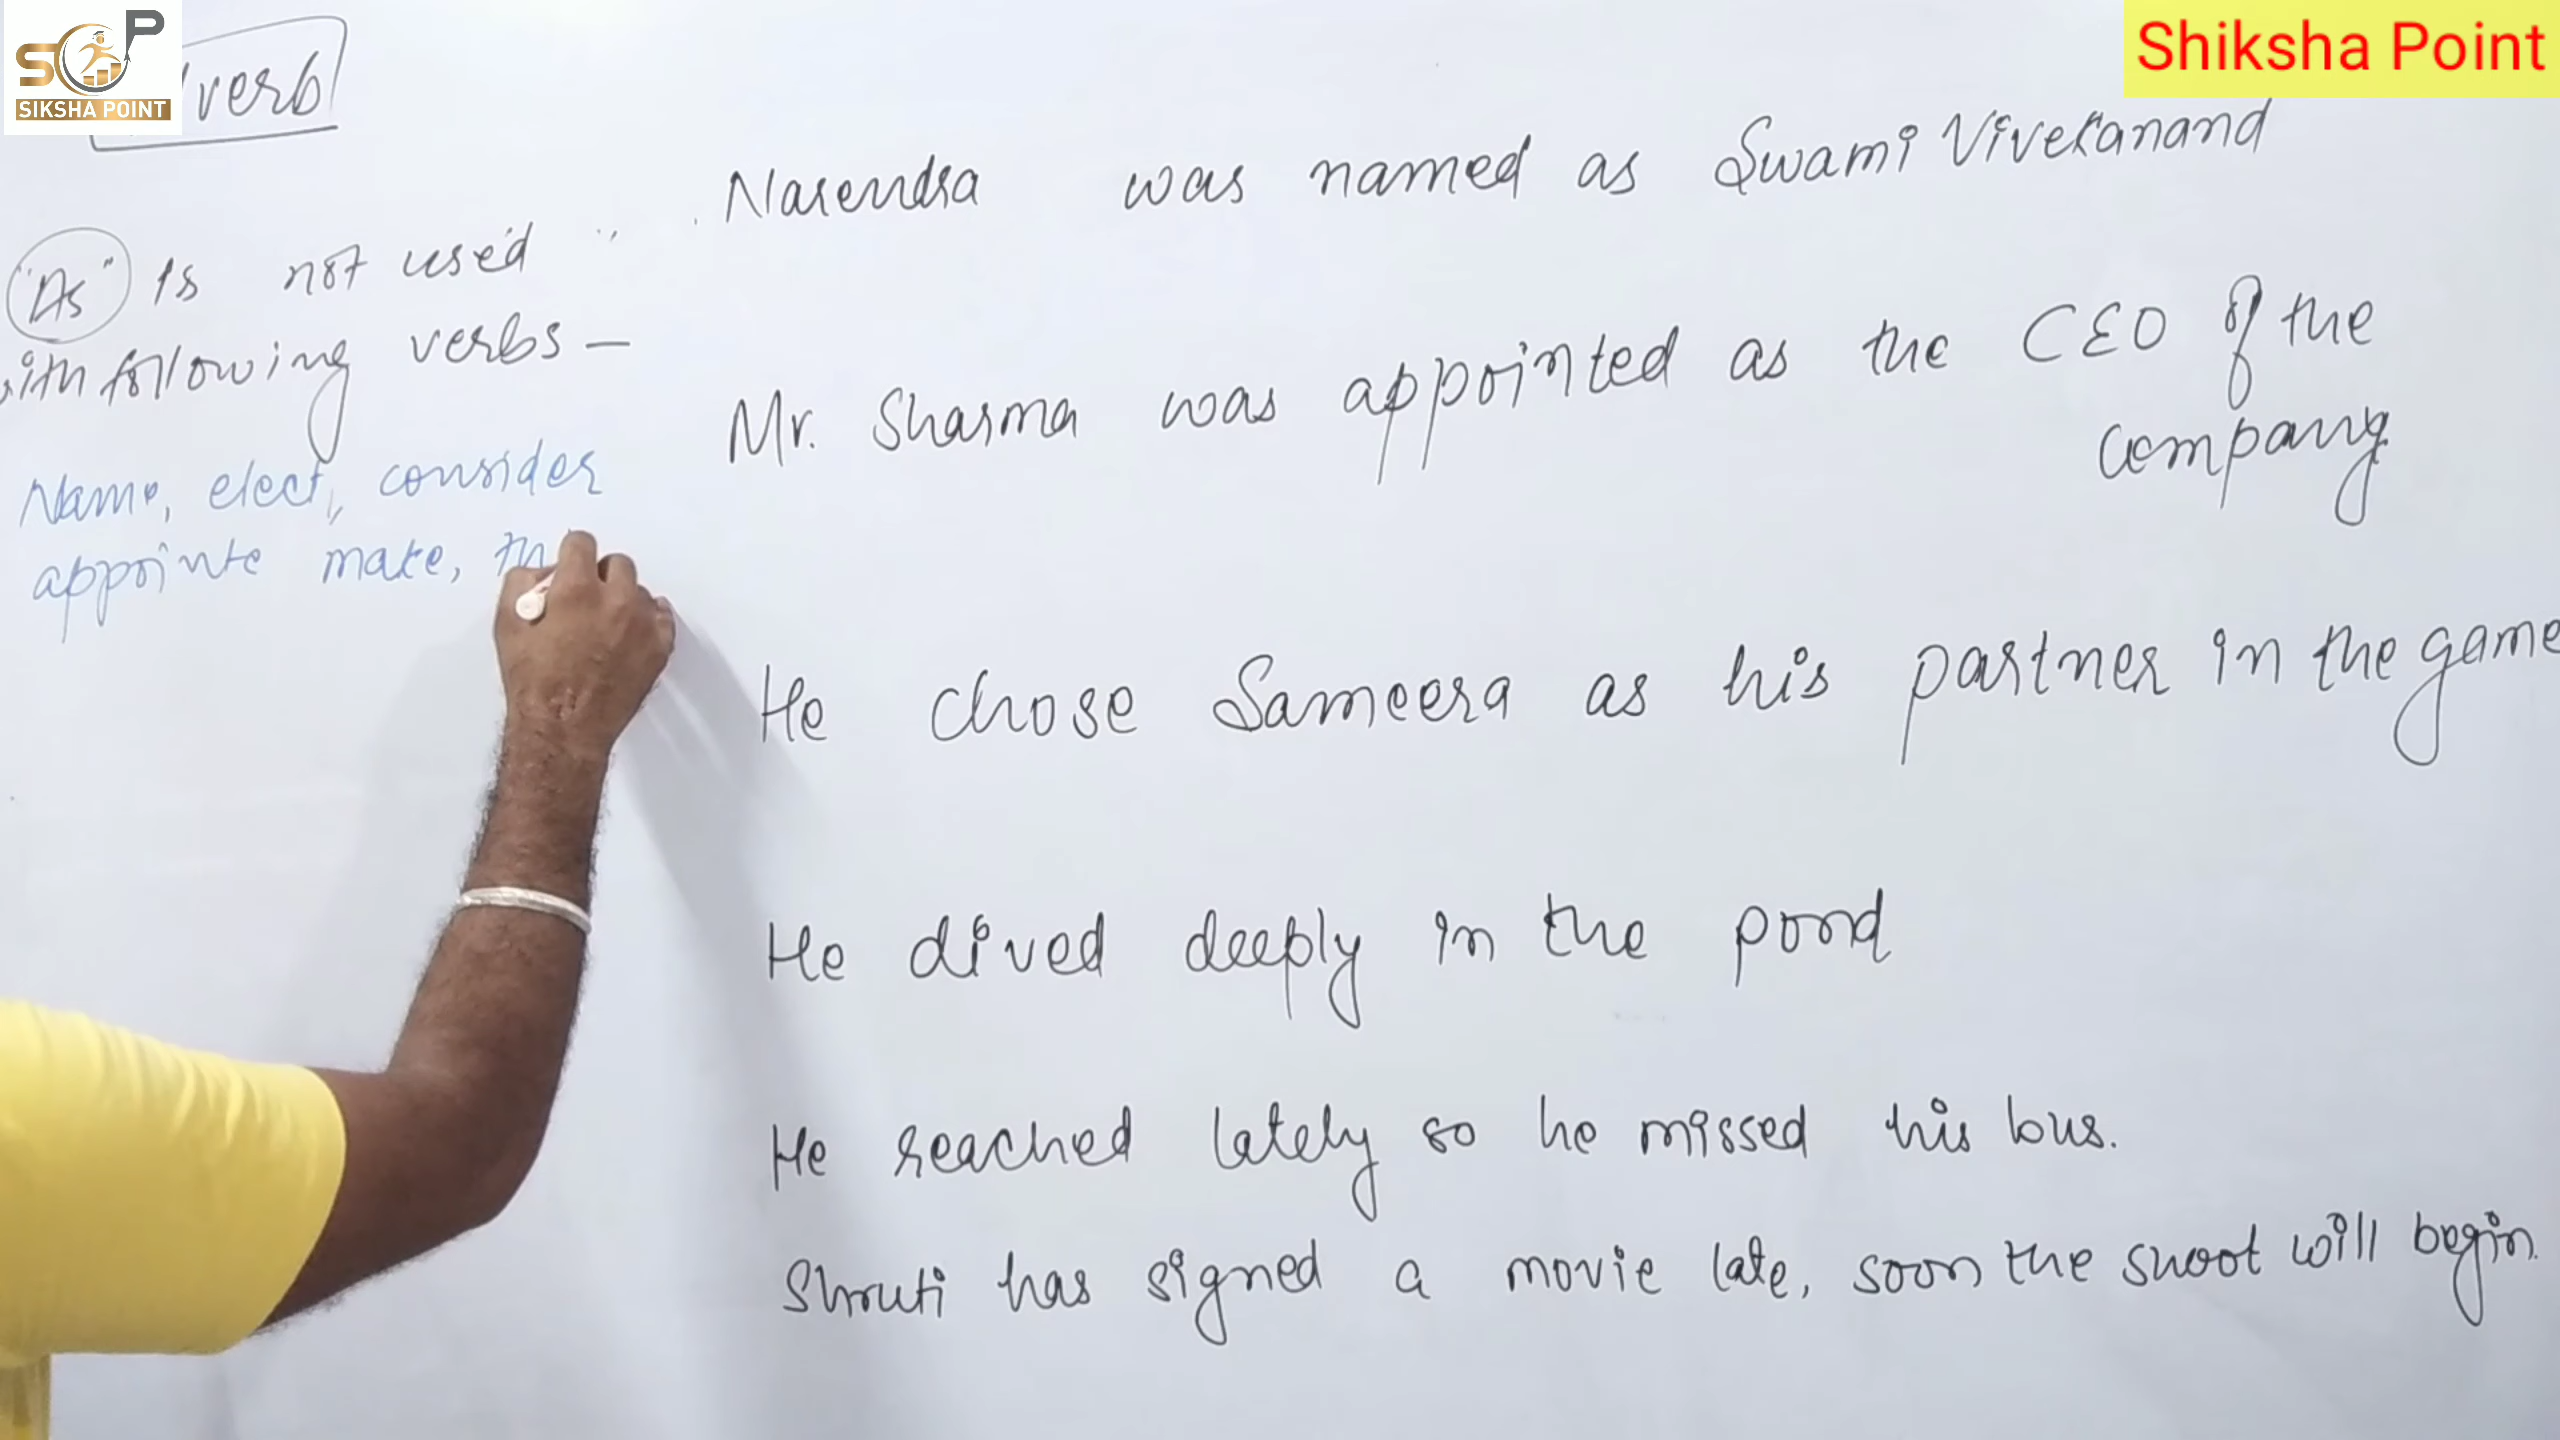 SOP
SIKSHA POINT
Shiksha Point
verb
"As" is not used
with following verbs —
Name, elect, consider
appointe make, th
Narendra was named as Swami Vivekanand
Mr. Sharma was appointed as the CEO of the
company
He chose Sameera as his partner in the game
He dived deeply in the pond
He reached lately so he missed his bus.
Shruti has signed a movie late, soon the shoot will begin.